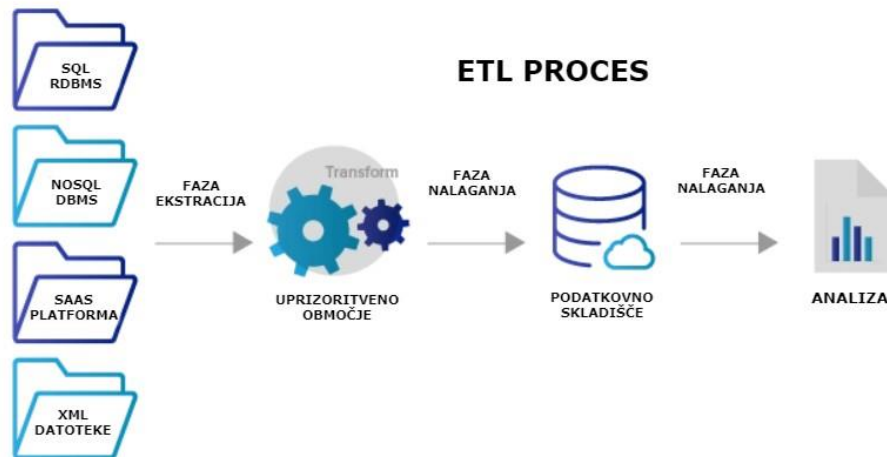 ETL PROCES
SQL
RDBMS
NOSQL
DBMS
SAAS
PLATFORMA
XML
DATOTEKE
FAZA
EKSTRACIJA
Transform
UPRIZORITVENO
OBMOČJE
FAZA
NALAGANJA
PODATKOVNO
SKLADIŠČE
FAZA
NALAGANJA
ANALIZA